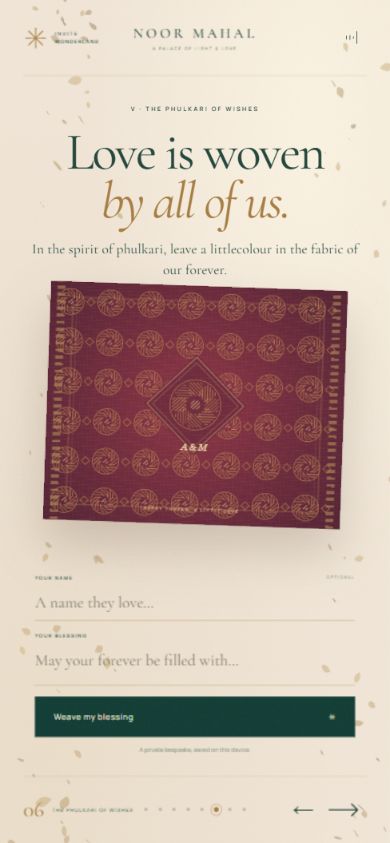 INVITE
WONDERLAND
NOOR MAHAL
A PALACE OF LIGHT & LOVE
V · THE PHULKARI OF WISHES
Love is woven
by all of us.
In the spirit of phulkari, leave a littlecolour in the fabric of
our forever.
A&M
YOUR NAME
OPTIONAL
A name they love...
YOUR BLESSING
May your forever be filled with...
Weave my blessing
A private keepsake, saved on this device
06
THE PHULKARI OF WISHES